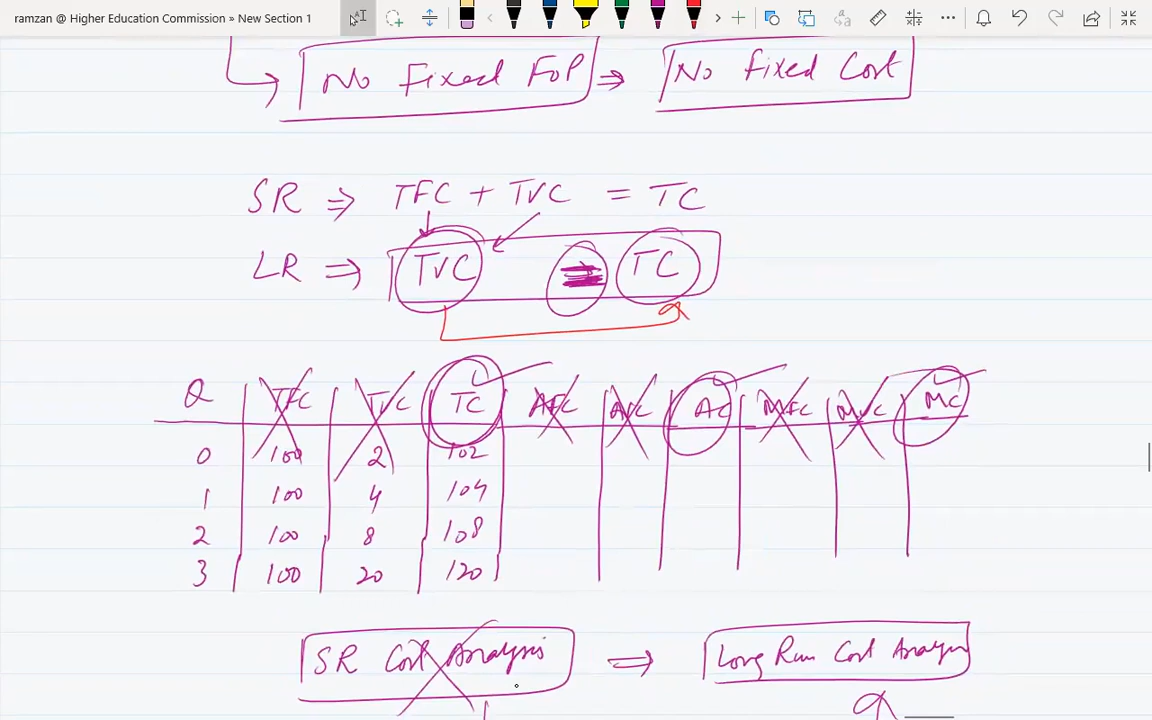 ramzan @ Higher Education Commission » New Section 1
No Fixed FoP ⇒ No Fixed Cost
SR ⇒ TFC + TVC = TC
LR ⇒ TVC ⇒ TC
Q TFC TVC TC AFC AVC AC MFC MVC MC
0 100 2 102
1 100 4 104
2 100 8 108
3 100 20 120
SR Cost Analysis ⇒ Long Run Cost Analysis